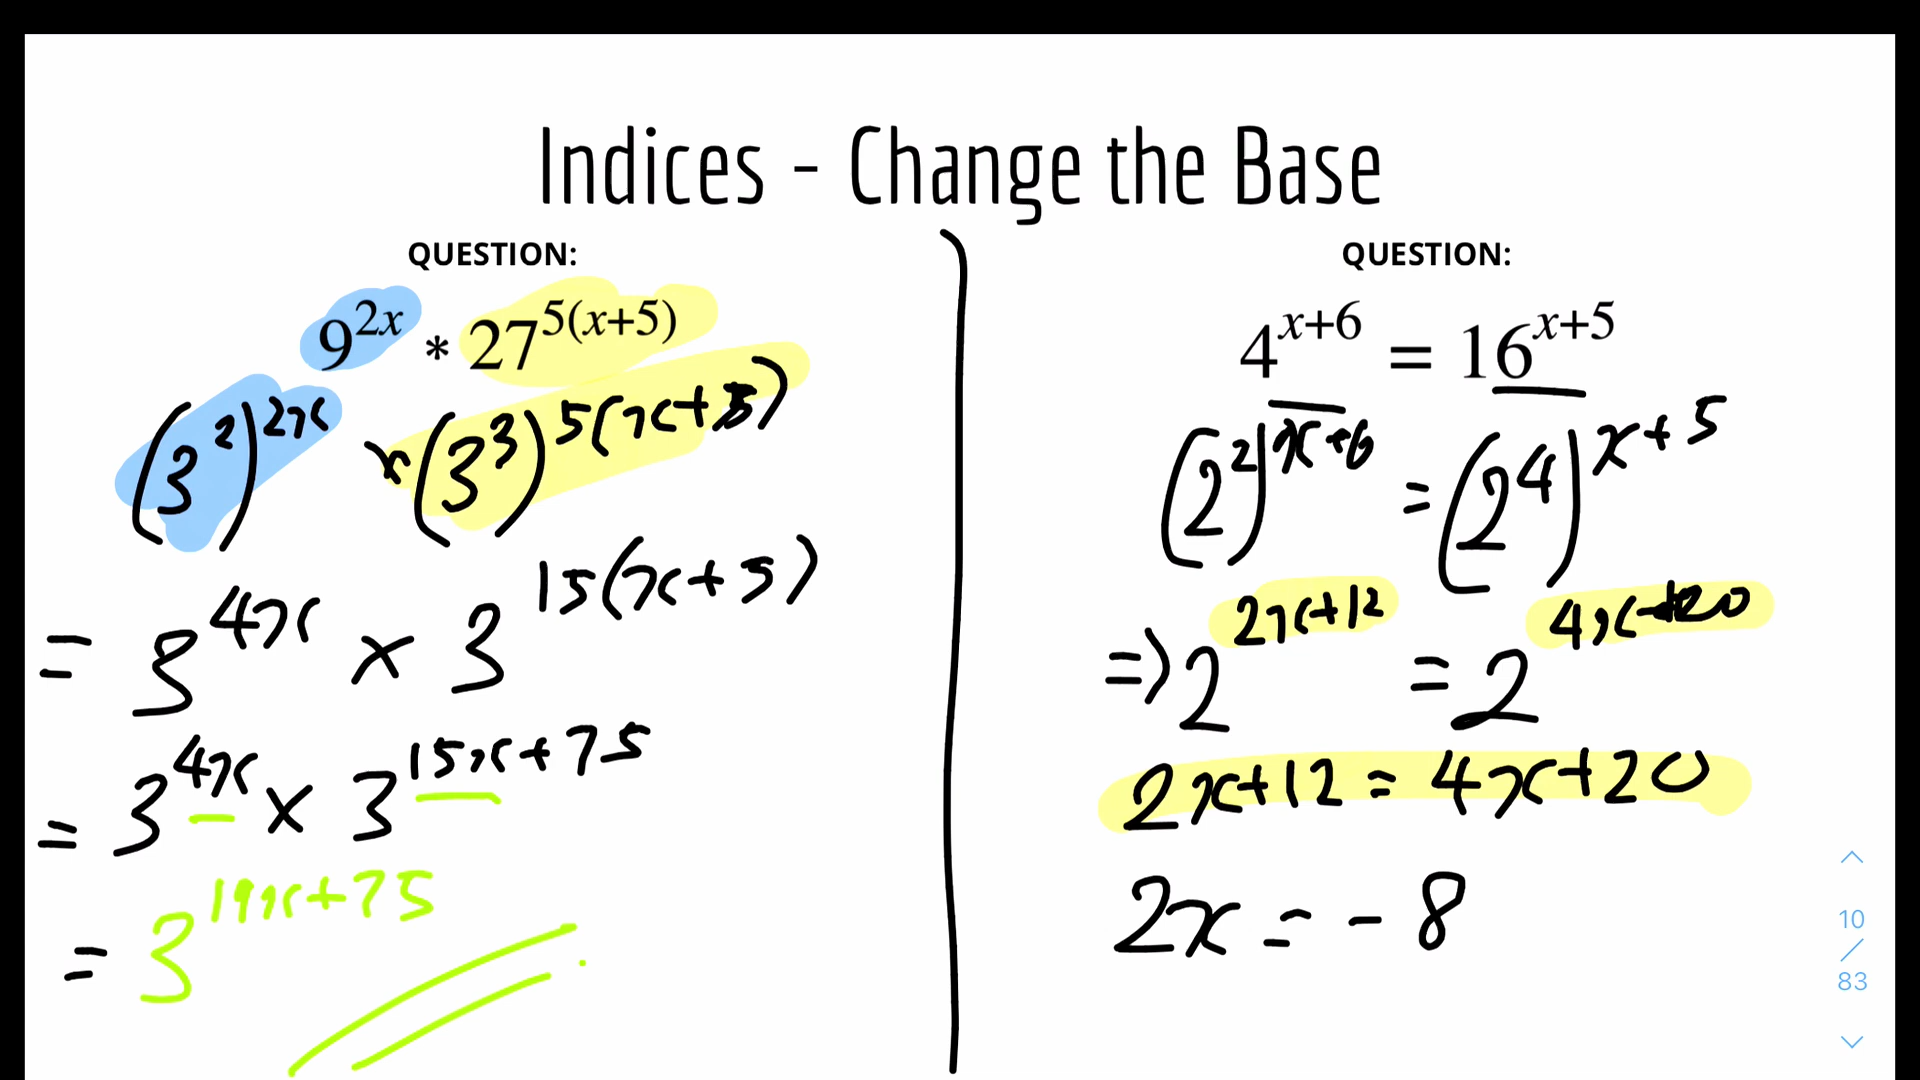 Indices - Change the Base
QUESTION:
9^{2x} * 27^{5(x+5)}
(3^2)^{2x} × (3^3)^{5(x+5)}
= 3^{4x} × 3^{15(x+5)}
= 3^{4x} × 3^{15x+75}
= 3^{19x+75}
QUESTION:
4^{x+6} = 16^{x+5}
(2^2)^{x+6} = (2^4)^{x+5}
=> 2^{2x+12} = 2^{4x+20}
2x+12 = 4x+20
2x = -8
10
/
83